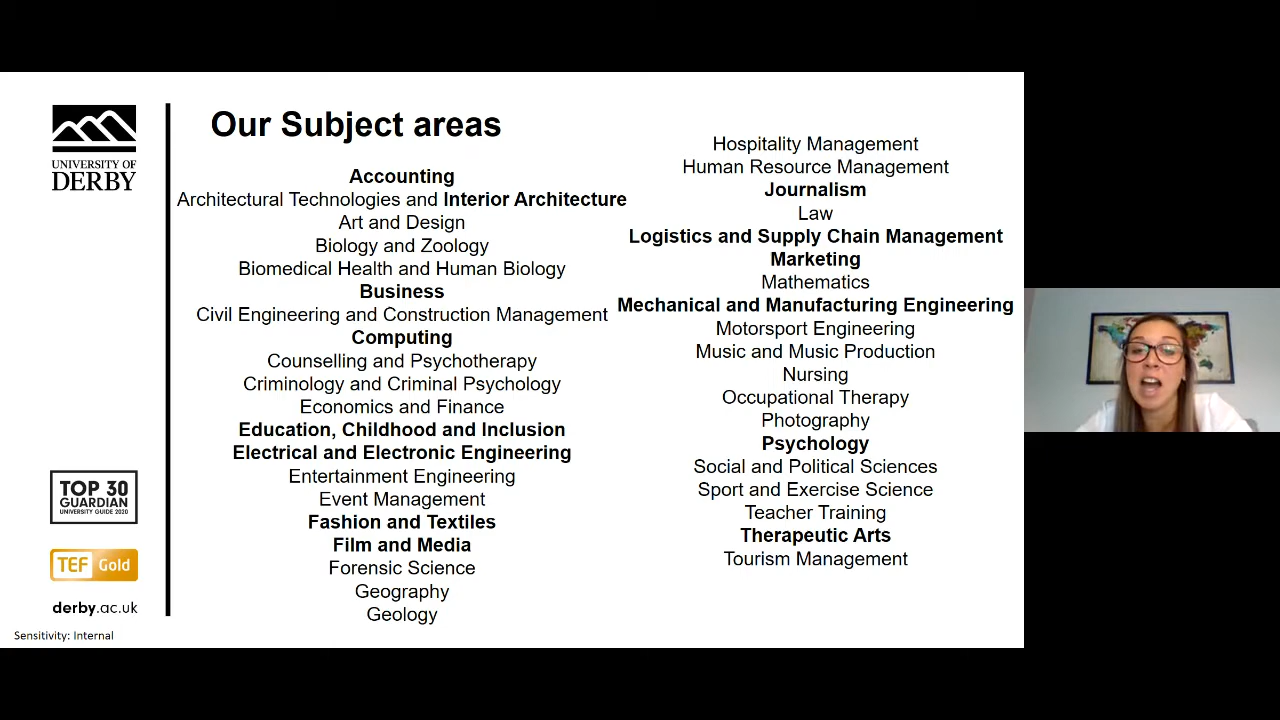 UNIVERSITY OF
DERBY
Our Subject areas
Accounting
Architectural Technologies and Interior Architecture
Art and Design
Biology and Zoology
Biomedical Health and Human Biology
Business
Civil Engineering and Construction Management
Computing
Counselling and Psychotherapy
Criminology and Criminal Psychology
Economics and Finance
Education, Childhood and Inclusion
Electrical and Electronic Engineering
Entertainment Engineering
Event Management
Fashion and Textiles
Film and Media
Forensic Science
Geography
Geology
Hospitality Management
Human Resource Management
Journalism
Law
Logistics and Supply Chain Management
Marketing
Mathematics
Mechanical and Manufacturing Engineering
Motorsport Engineering
Music and Music Production
Nursing
Occupational Therapy
Photography
Psychology
Social and Political Sciences
Sport and Exercise Science
Teacher Training
Therapeutic Arts
Tourism Management
TOP 30
GUARDIAN
UNIVERSITY GUIDE 2020
TEF Gold
derby.ac.uk
Sensitivity: Internal